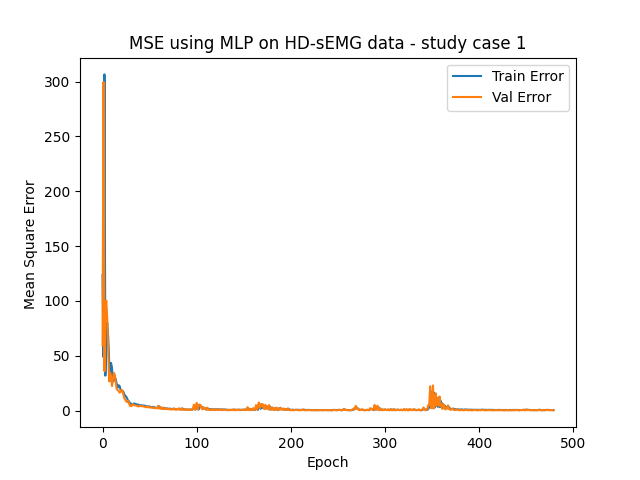 MSE using MLP on HD-sEMG data - study case 1
Train Error
Val Error
Mean Square Error
300
250
200
150
100
50
0
0 100 200 300 400 500
Epoch